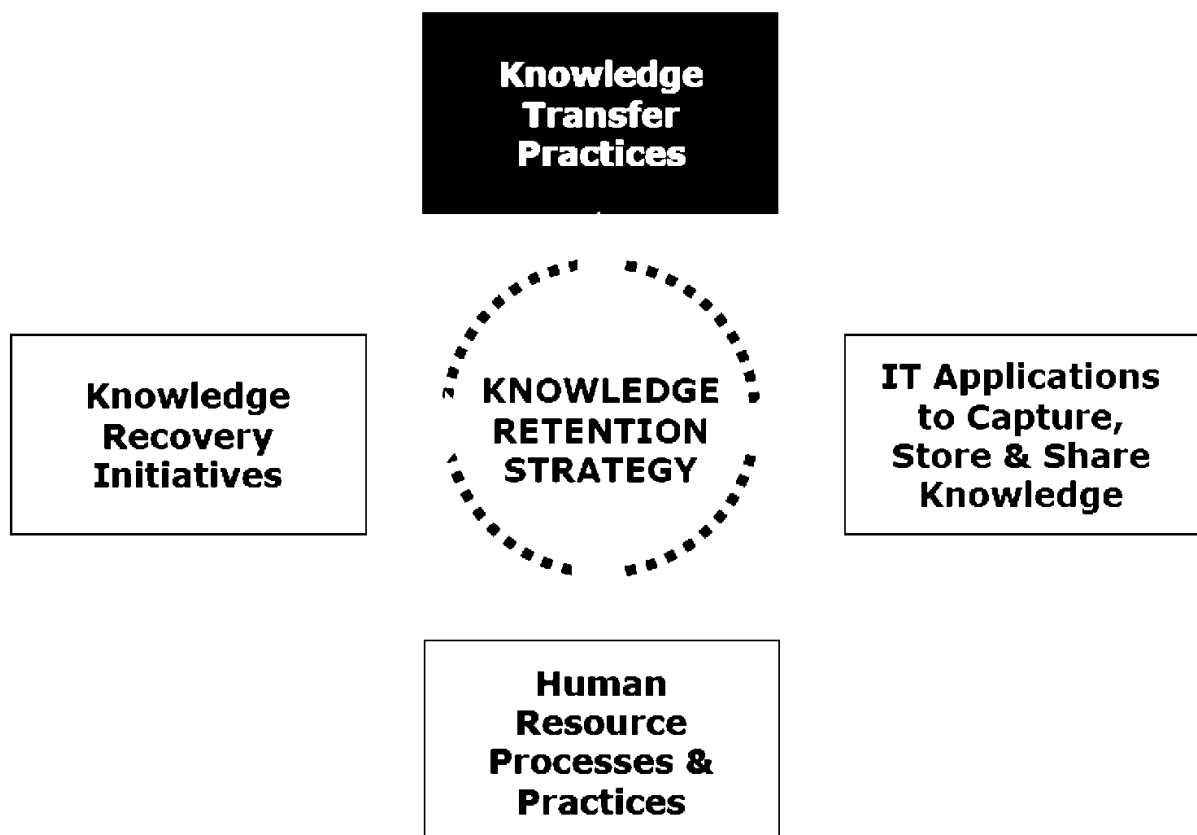 Knowledge
Transfer
Practices
Knowledge
Recovery
Initiatives
KNOWLEDGE
RETENTION
STRATEGY
IT Applications
to Capture,
Store & Share
Knowledge
Human
Resource
Processes &
Practices